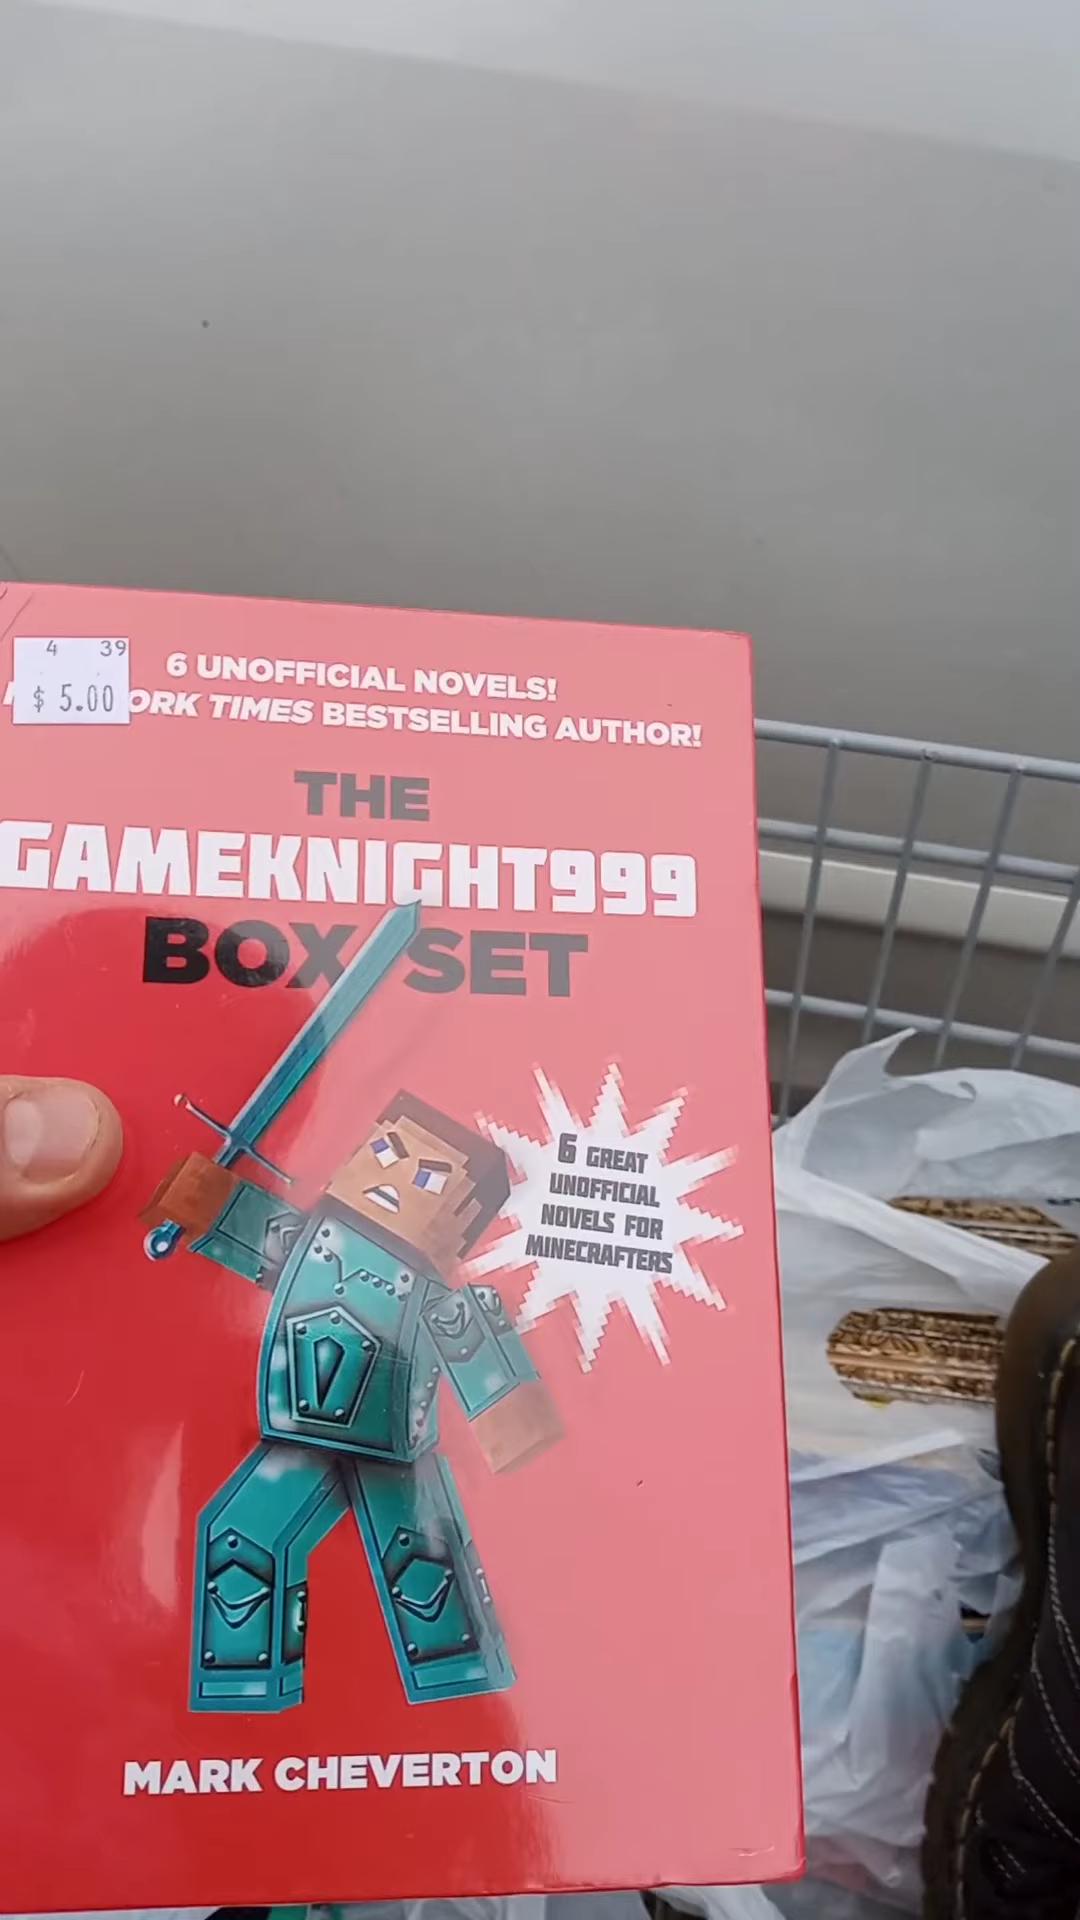 4 39
$ 5.00
6 UNOFFICIAL NOVELS!
ORK TIMES BESTSELLING AUTHOR!
THE
GAMEKNIGHT999
BOX SET
6 GREAT
UNOFFICIAL
NOVELS FOR
MINECRAFTERS
MARK CHEVERTON